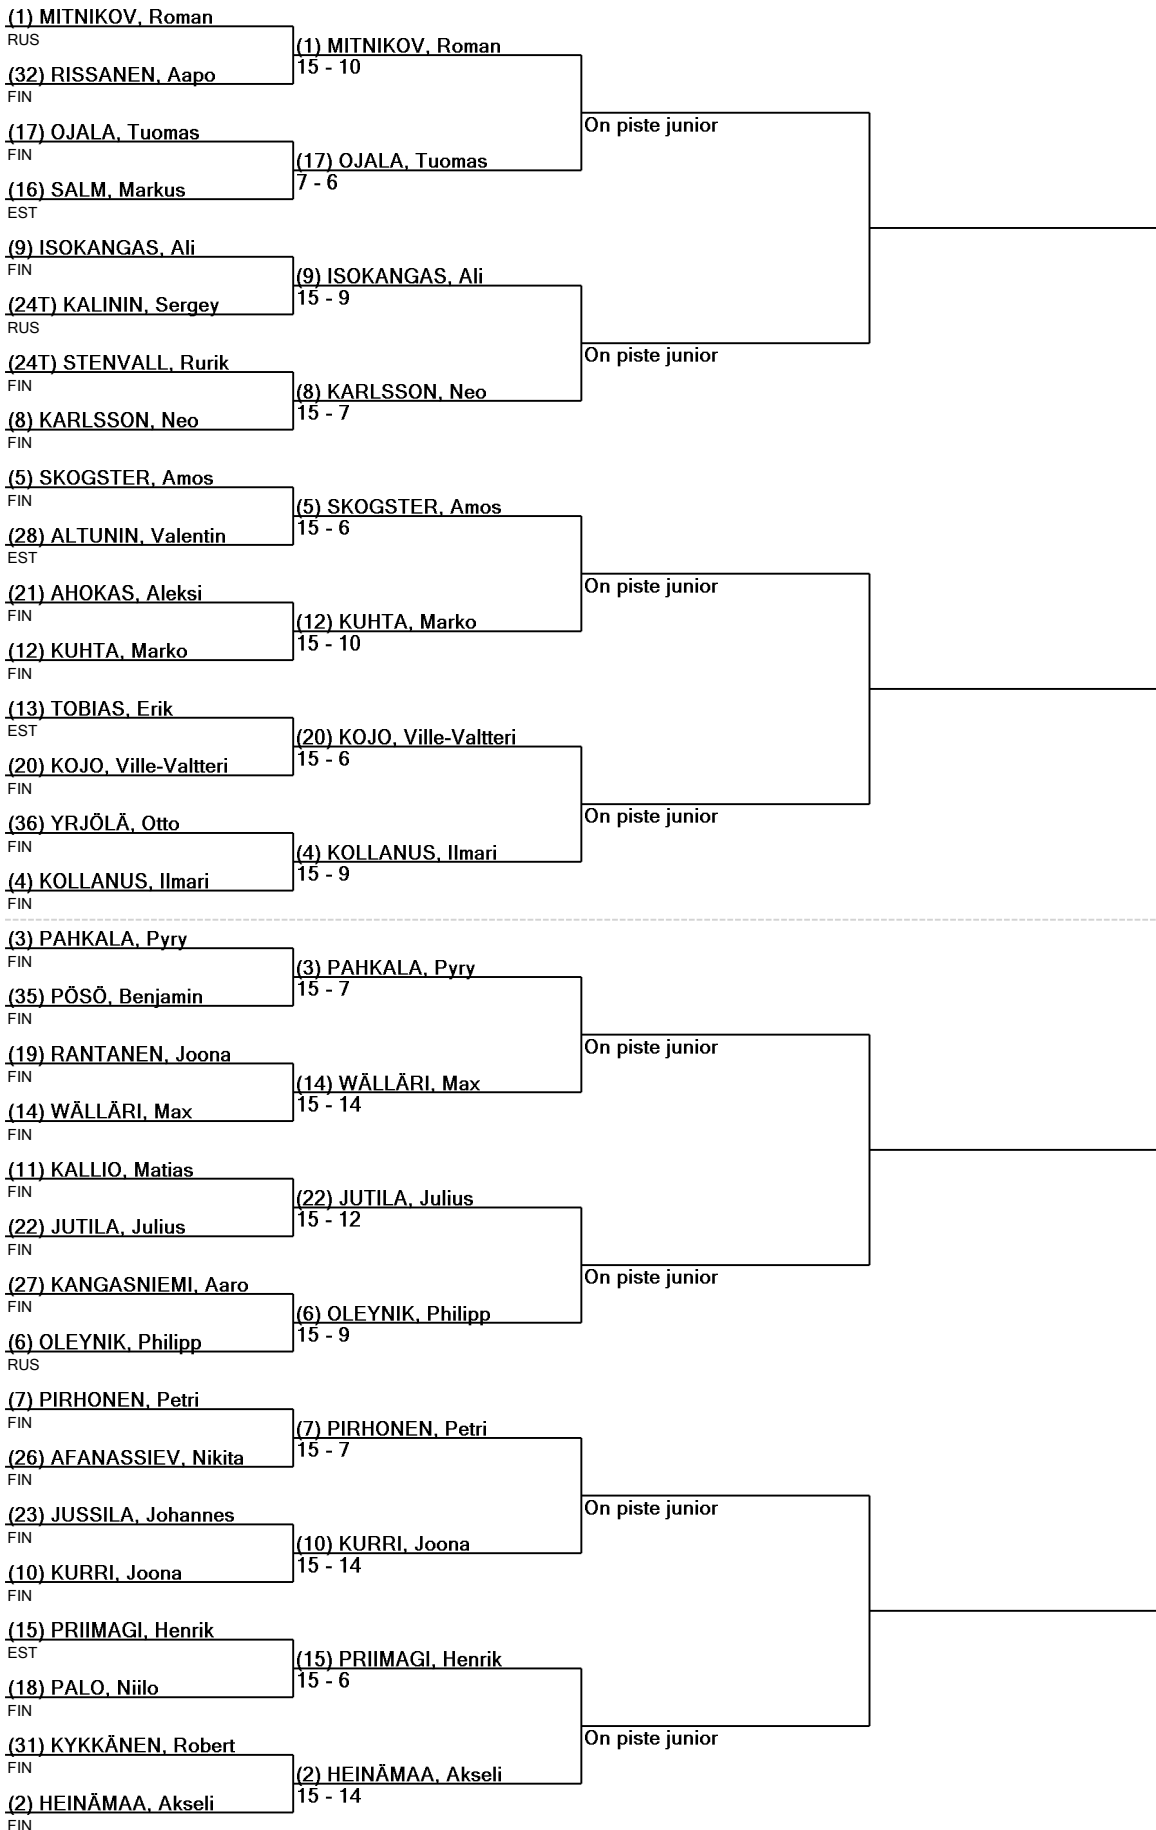 (1) MITNIKOV, Roman
RUS
(1) MITNIKOV, Roman
15 - 10
(32) RISSANEN, Aapo
FIN
On piste junior
(17) OJALA, Tuomas
FIN
(17) OJALA, Tuomas
7 - 6
(16) SALM, Markus
EST
(9) ISOKANGAS, Ali
FIN
(9) ISOKANGAS, Ali
15 - 9
(24T) KALININ, Sergey
RUS
On piste junior
(24T) STENVALL, Rurik
FIN
(8) KARLSSON, Neo
15 - 7
(8) KARLSSON, Neo
FIN
(5) SKOGSTER, Amos
FIN
(5) SKOGSTER, Amos
15 - 6
(28) ALTUNIN, Valentin
EST
On piste junior
(21) AHOKAS, Aleksi
FIN
(12) KUHTA, Marko
15 - 10
(12) KUHTA, Marko
FIN
(13) TOBIAS, Erik
EST
(20) KOJO, Ville-Valtteri
15 - 6
(20) KOJO, Ville-Valtteri
FIN
On piste junior
(36) YRJÖLÄ, Otto
FIN
(4) KOLLANUS, Ilmari
15 - 9
(4) KOLLANUS, Ilmari
FIN
(3) PAHKALA, Pyry
FIN
(3) PAHKALA, Pyry
15 - 7
(35) PÖSÖ, Benjamin
FIN
On piste junior
(19) RANTANEN, Joona
FIN
(14) WÄLLÄRI, Max
15 - 14
(14) WÄLLÄRI, Max
FIN
(11) KALLIO, Matias
FIN
(22) JUTILA, Julius
15 - 12
(22) JUTILA, Julius
FIN
On piste junior
(27) KANGASNIEMI, Aaro
FIN
(6) OLEYNIK, Philipp
15 - 9
(6) OLEYNIK, Philipp
RUS
(7) PIRHONEN, Petri
FIN
(7) PIRHONEN, Petri
15 - 7
(26) AFANASSIEV, Nikita
FIN
On piste junior
(23) JUSSILA, Johannes
FIN
(10) KURRI, Joona
15 - 14
(10) KURRI, Joona
FIN
(15) PRIIMAGI, Henrik
EST
(15) PRIIMAGI, Henrik
15 - 6
(18) PALO, Niilo
FIN
On piste junior
(31) KYKKÄNEN, Robert
FIN
(2) HEINÄMAA, Akseli
15 - 14
(2) HEINÄMAA, Akseli
FIN